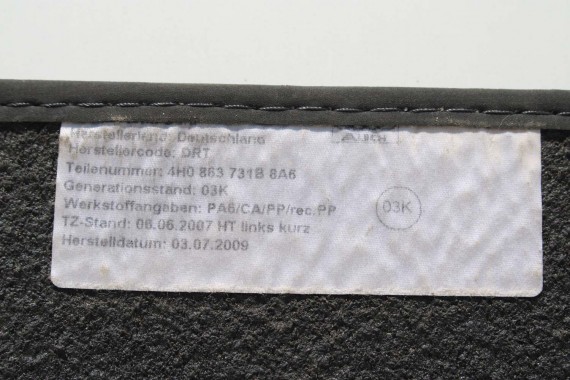 Herstellerland: Deutschland
Herstellercode: DRT
Teilenummer: 4H0 863 731B 8A6
Generationsstand: 03K
Werkstoffangaben: PA6/CA/PP/rec.PP
03K
TZ-Stand: 06.06.2007 HT links kurz
Herstelldatum: 03.07.2009